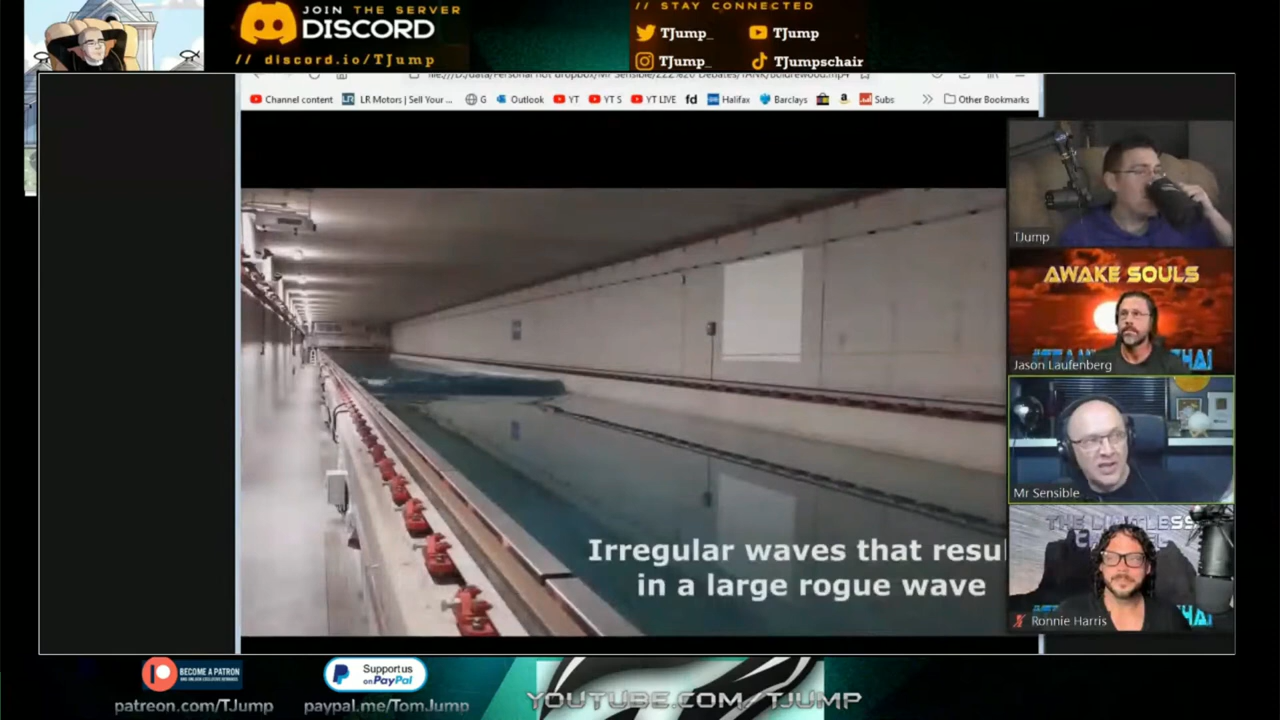 JOIN THE SERVER
DISCORD
// discord.io/TJump
// STAY CONNECTED
TJump_
TJump
TJump_
TJumpschair
Channel content
LR Motors | Sell Your ...
G
Outlook
YT
YT S
YT LIVE
fd
Halifax
Barclays
Subs
Other Bookmarks
TJump
AWAKE SOULS
Jason Laufenberg
Mr Sensible
Ronnie Harris
Irregular waves that resul
in a large rogue wave
BECOME A PATRON
Support us
on PayPal
patreon.com/TJump
paypal.me/TomJump
YOUTUBE.COM/TJUMP